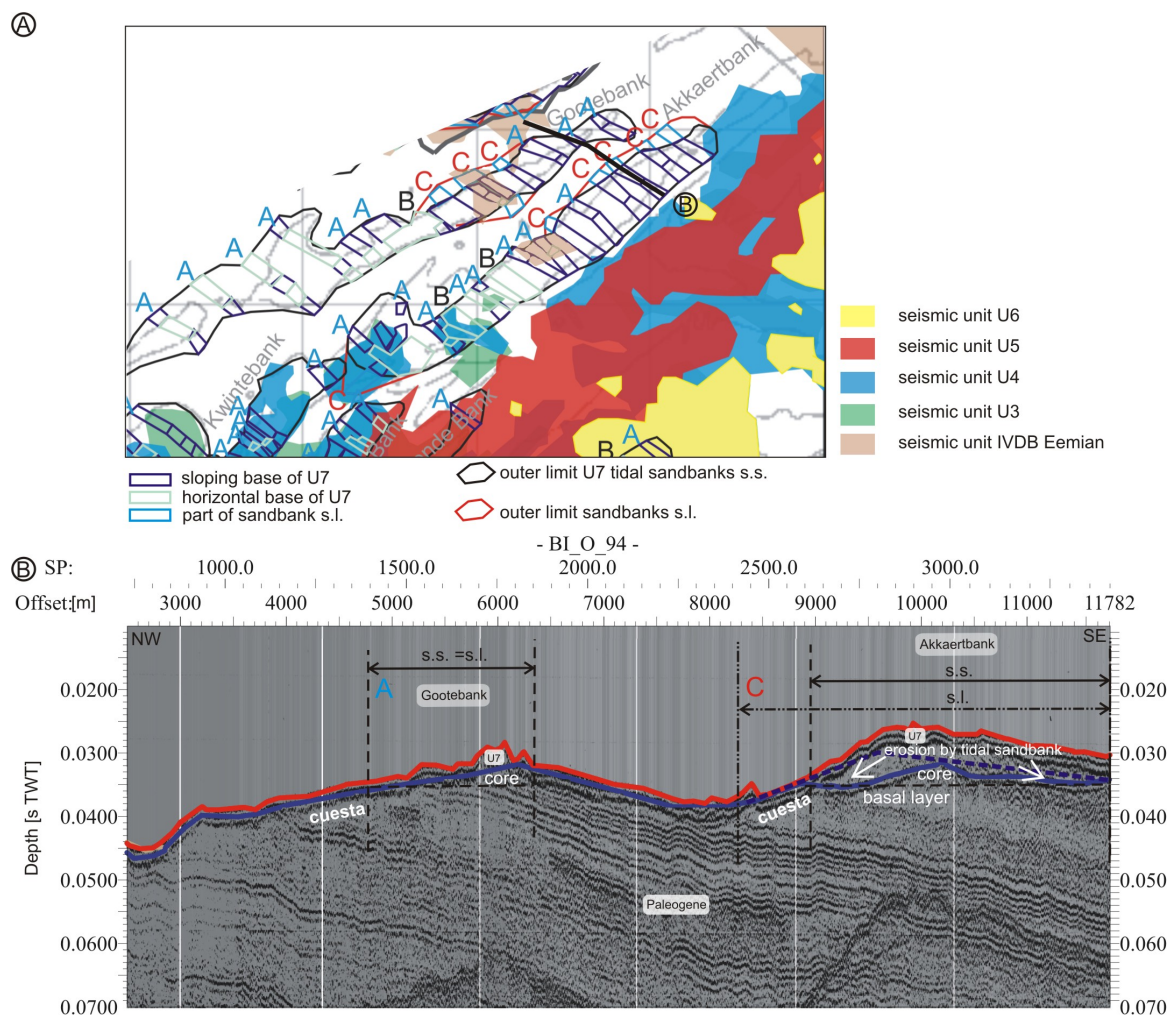 A
Gootebank
Akkaertbank
A
A
A
C
C
C
C
C
C
C
A
B
A
A
A
A
A
A
C
A
B
B
A
A
A
B
A
A
A
C
A
A
A
A
B
A
Kwintebank
Bank
ende Bank
seismic unit U6
seismic unit U5
seismic unit U4
seismic unit U3
seismic unit IVDB Eemian
sloping base of U7
horizontal base of U7
part of sandbank s.l.
outer limit U7 tidal sandbanks s.s.
outer limit sandbanks s.l.
- BI_O_94 -
B SP: 1000.0 1500.0 2000.0 2500.0 3000.0
Offset:[m] 3000 4000 5000 6000 7000 8000 9000 10000 11000 11782
NW SE
Akkaertbank
s.s. =s.l.
s.s.
A Gootebank C s.l.
0.0200 0.020
U7
U7
erosion by tidal sandbank
0.0300 0.030
core core
basal layer
cuesta cuesta
0.0400 0.040
Depth [s TWT]
0.0500 0.050
Paleogene
0.0600 0.060
0.0700 0.070